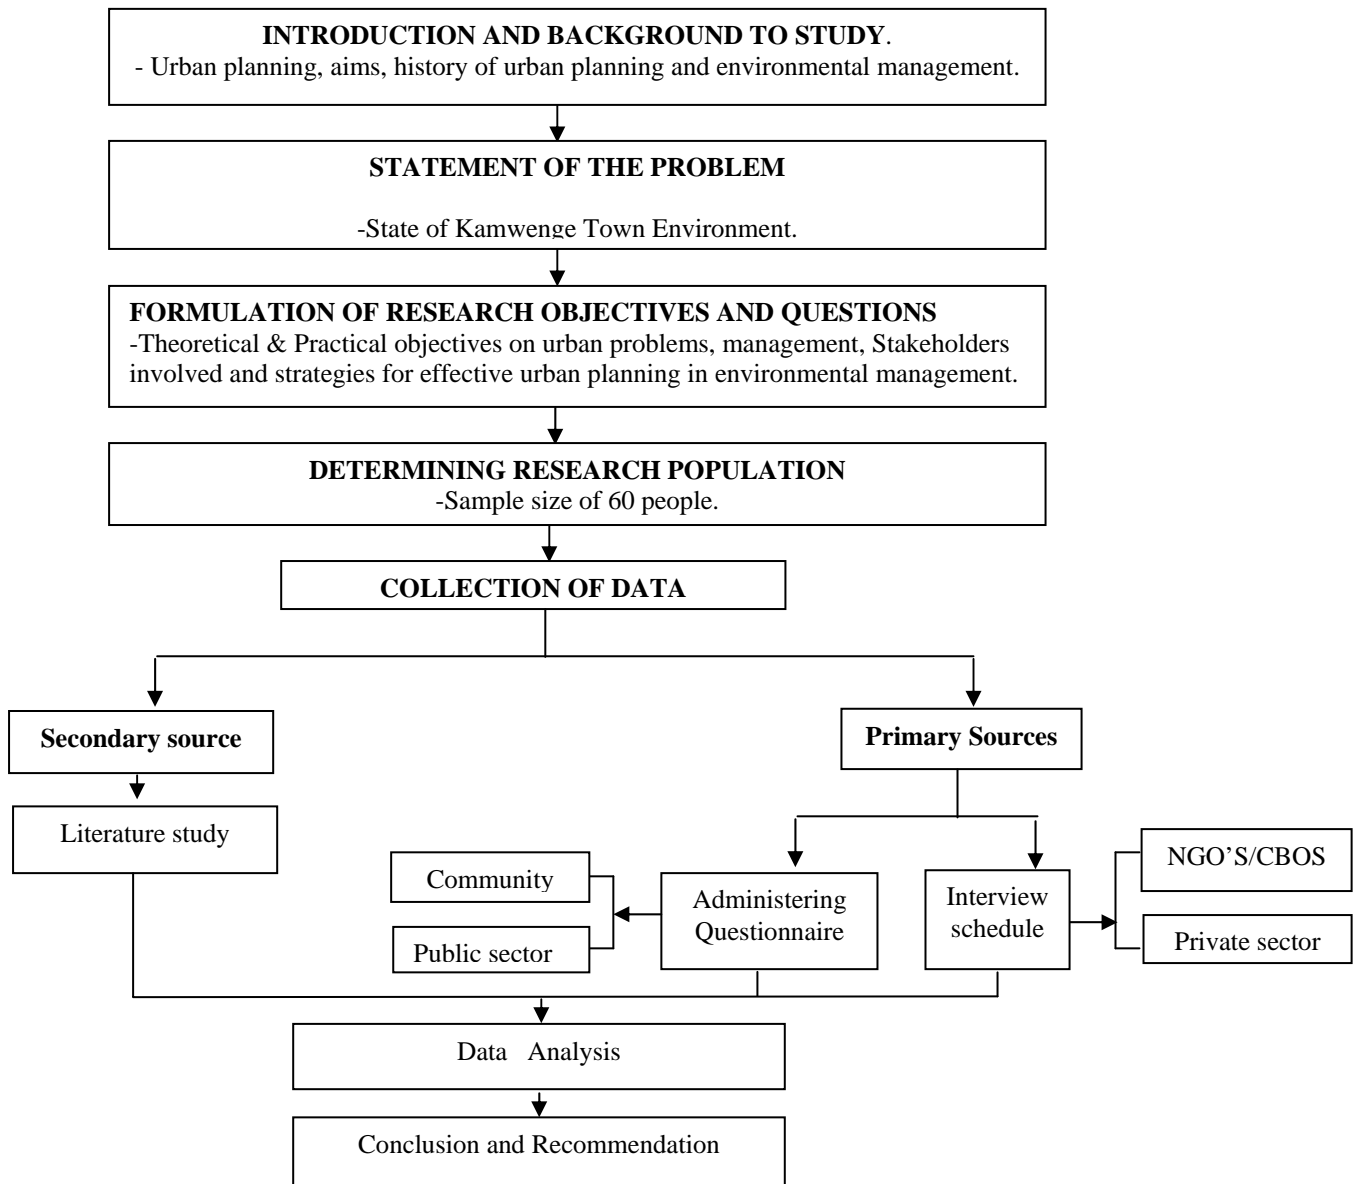 INTRODUCTION AND BACKGROUND TO STUDY.
- Urban planning, aims, history of urban planning and environmental management.
STATEMENT OF THE PROBLEM
-State of Kamwenge Town Environment.
FORMULATION OF RESEARCH OBJECTIVES AND QUESTIONS
-Theoretical & Practical objectives on urban problems, management, Stakeholders
involved and strategies for effective urban planning in environmental management.
DETERMINING RESEARCH POPULATION
-Sample size of 60 people.
COLLECTION OF DATA
Secondary source
Primary Sources
Literature study
Community
Public sector
Administering
Questionnaire
Interview
schedule
NGO’S/CBOS
Private sector
Data Analysis
Conclusion and Recommendation